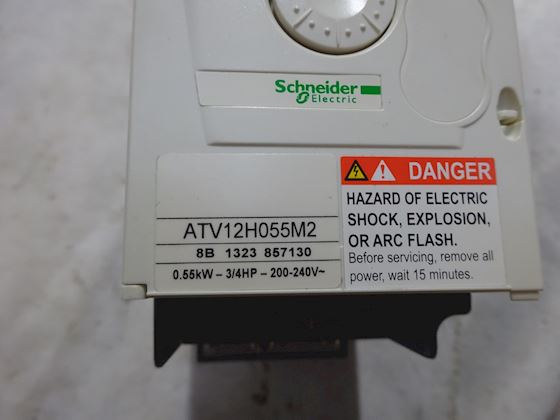 Schneider
Electric
ATV12H055M2
8B 1323 857130
0.55kW – 3/4HP – 200-240V~
DANGER
HAZARD OF ELECTRIC
SHOCK, EXPLOSION,
OR ARC FLASH.
Before servicing, remove all
power, wait 15 minutes.